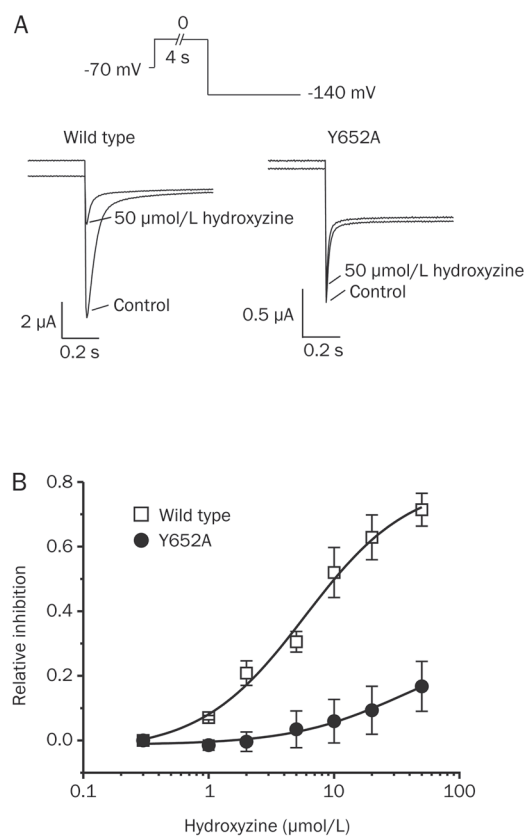 A
0
4 s
-70 mV
-140 mV
Wild type
Y652A
50 µmol/L hydroxyzine
50 µmol/L hydroxyzine
Control
Control
2 µA
0.5 µA
0.2 s
0.2 s
B
0.8
Wild type
Y652A
0.6
0.4
0.2
0.0
Relative inhibition
0.1
1
10
100
Hydroxyzine (µmol/L)